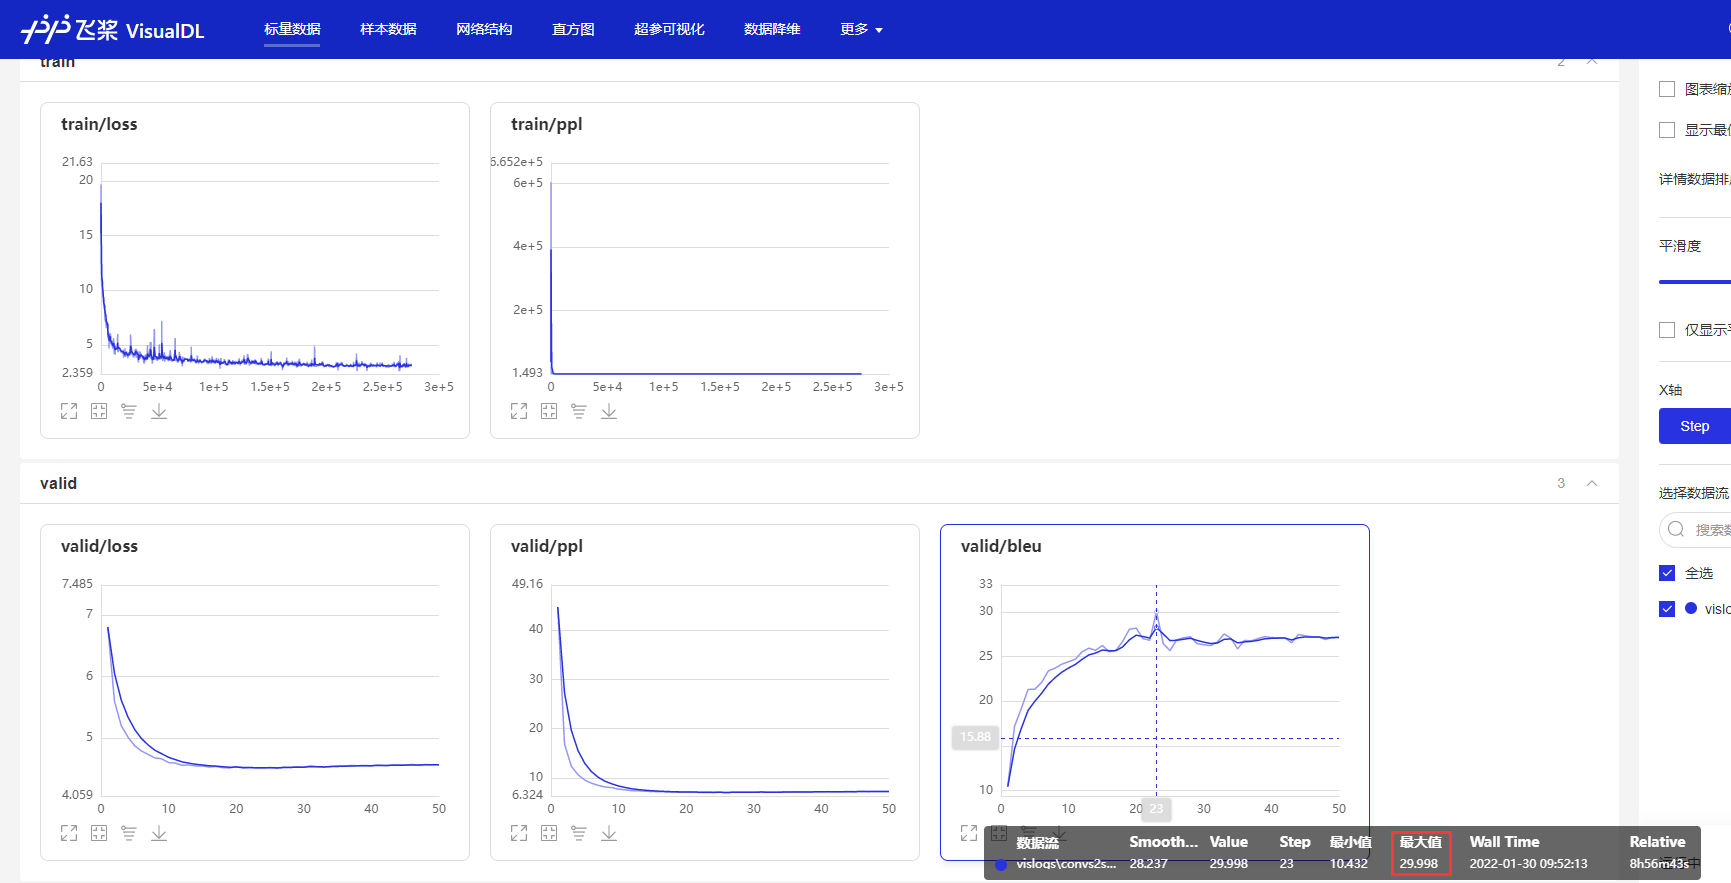 飞桨 VisualDL 标量数据 样本数据 网络结构 直方图 超参可视化 数据降维 更多
train 2
train/loss
21.63
20
15
10
5
2.359
0 5e+4 1e+5 1.5e+5 2e+5 2.5e+5 3e+5
train/ppl
6.652e+5
6e+5
4e+5
2e+5
1.493
0 5e+4 1e+5 1.5e+5 2e+5 2.5e+5 3e+5
valid 3
valid/loss
7.485
7
6
5
4.059
0 10 20 30 40 50
valid/ppl
49.16
40
30
20
10
6.324
0 10 20 30 40 50
valid/bleu
33
30
25
20
15.88
10
0 10 20 23 30 40 50
数据流 Smooth... Value Step 最小值 最大值 Wall Time Relative
vislogs\convs2s... 28.237 29.998 23 10.432 29.998 2022-01-30 09:52:13 8h56m43s
图表缩
显示最
详情数据排
平滑度
仅显示
X轴
Step
选择数据流
搜索
全选
vislo